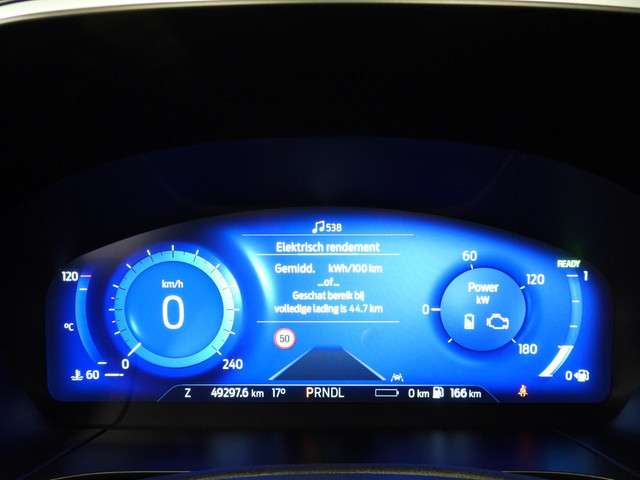 538
Elektrisch rendement
Gemidd. kWh/100 km
...of...
Geschat bereik bij
volledige lading is 44.7 km
50
120
°C
60
km/h
0
0
240
60
120
0
180
Power
kW
READY
1
0
Z 49297.6 km 17° PRNDL 0 km 166 km